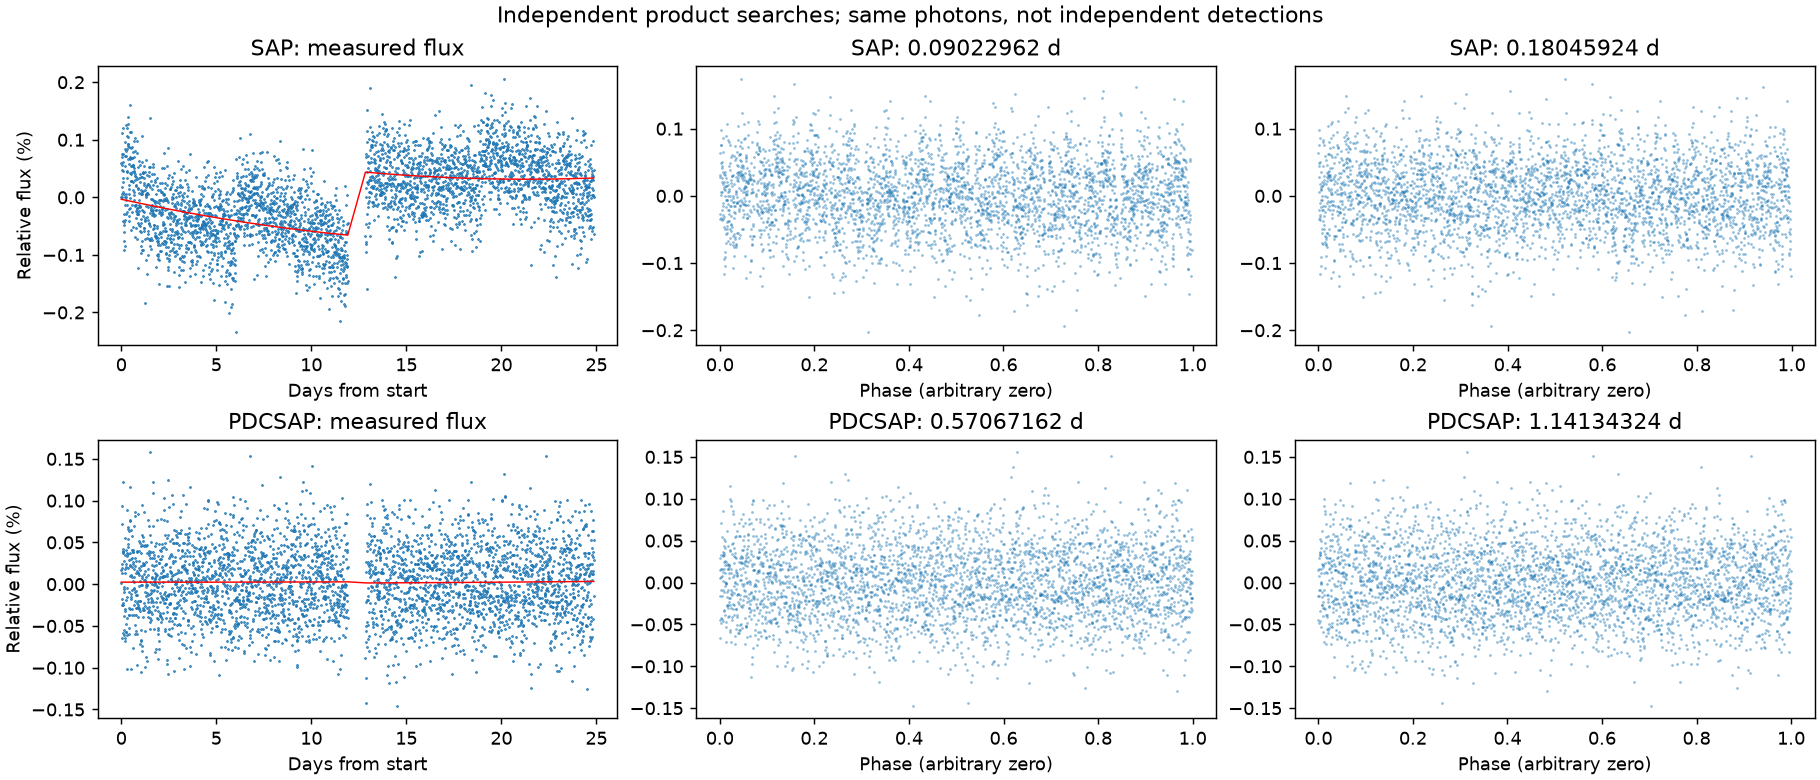 Independent product searches; same photons, not independent detections
SAP: measured flux
SAP: 0.09022962 d
SAP: 0.18045924 d
Relative flux (%)
0.2
0.1
0.0
−0.1
−0.2
0 5 10 15 20 25
Days from start
0.1
0.0
−0.1
−0.2
0.0 0.2 0.4 0.6 0.8 1.0
Phase (arbitrary zero)
0.1
0.0
−0.1
−0.2
0.0 0.2 0.4 0.6 0.8 1.0
Phase (arbitrary zero)
PDCSAP: measured flux
PDCSAP: 0.57067162 d
PDCSAP: 1.14134324 d
Relative flux (%)
0.15
0.10
0.05
0.00
−0.05
−0.10
−0.15
0 5 10 15 20 25
Days from start
0.15
0.10
0.05
0.00
−0.05
−0.10
−0.15
0.0 0.2 0.4 0.6 0.8 1.0
Phase (arbitrary zero)
0.15
0.10
0.05
0.00
−0.05
−0.10
−0.15
0.0 0.2 0.4 0.6 0.8 1.0
Phase (arbitrary zero)